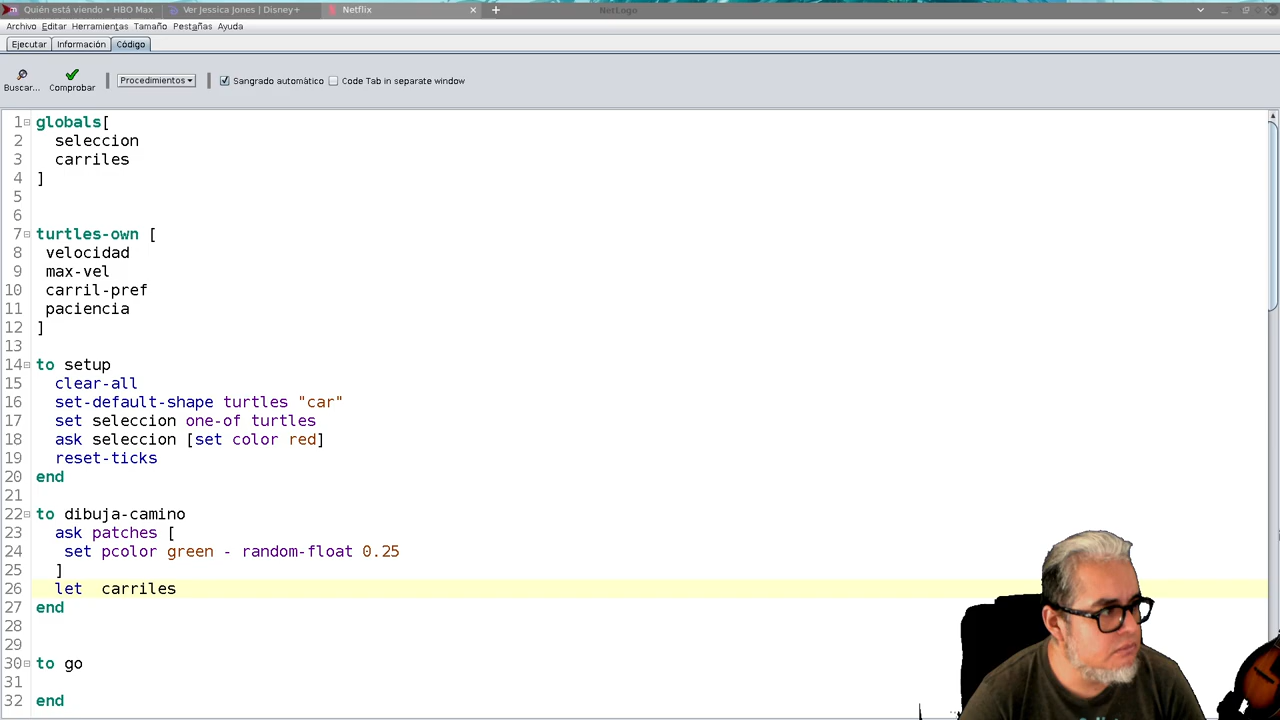 Quién está viendo • HBO Max
Ver Jessica Jones | Disney+
Netflix
NetLogo
Archivo Editar Herramientas Tamaño Pestañas Ayuda
Ejecutar Información Código
Buscar...
Comprobar
Procedimientos
Sangrado automático
Code Tab in separate window
1 globals[
2 seleccion
3 carriles
4 ]
5
6
7 turtles-own [
8 velocidad
9 max-vel
10 carril-pref
11 paciencia
12 ]
13
14 to setup
15 clear-all
16 set-default-shape turtles "car"
17 set seleccion one-of turtles
18 ask seleccion [set color red]
19 reset-ticks
20 end
21
22 to dibuja-camino
23 ask patches [
24 set pcolor green - random-float 0.25
25 ]
26 let carriles
27 end
28
29
30 to go
31
32 end